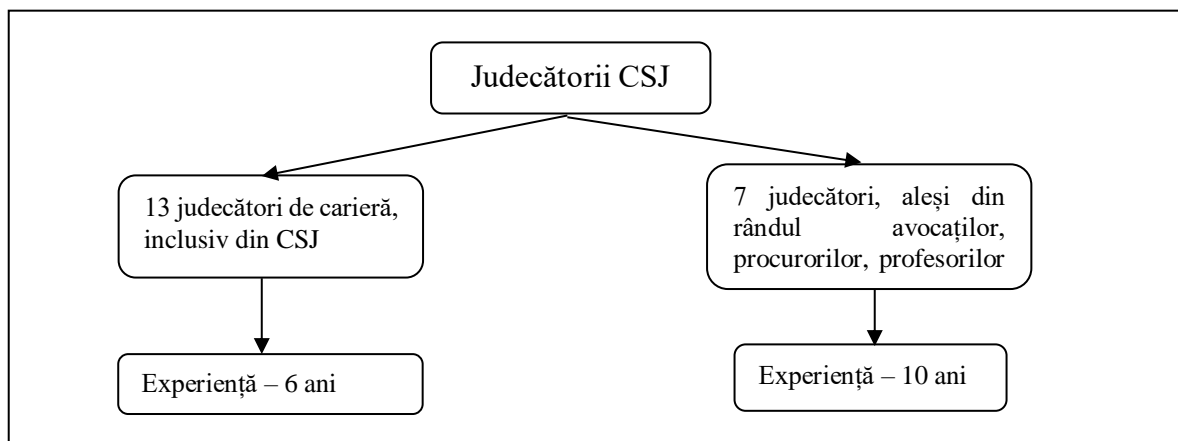 Judecătorii CSJ
13 judecători de carieră,
inclusiv din CSJ
7 judecători, aleși din
rândul avocaților,
procurorilor, profesorilor
Experiență – 6 ani
Experiență – 10 ani